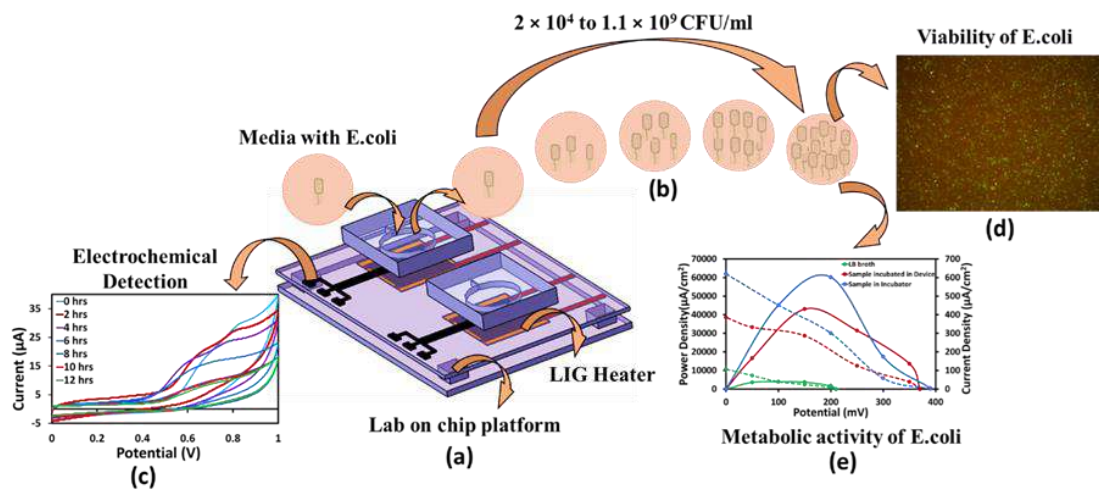 2 × 10⁴ to 1.1 × 10⁹ CFU/ml
Viability of E.coli
Media with E.coli
(b)
(d)
Electrochemical
Detection
LIG Heater
Lab on chip platform
(a)
Current (µA)
35
25
15
5
-5
0 hrs
2 hrs
4 hrs
6 hrs
8 hrs
10 hrs
12 hrs
0 0.2 0.4 0.6 0.8 1
Potential (V)
(c)
Power Density(µA/cm²)
70000
60000
50000
40000
30000
20000
10000
0
LB broth
Sample incubated in Device
Sample in Incubator
700
600
500
400
300
200
100
0
Current Density (µA/cm²)
0 100 200 300 400
Potential (mV)
Metabolic activity of E.coli
(e)